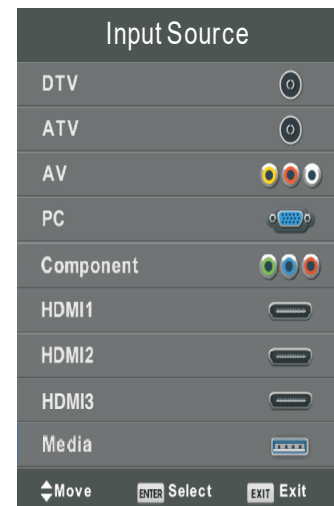 Input Source
DTV
ATV
AV
PC
Component
HDMI1
HDMI2
HDMI3
Media
Move ENTER Select EXIT Exit